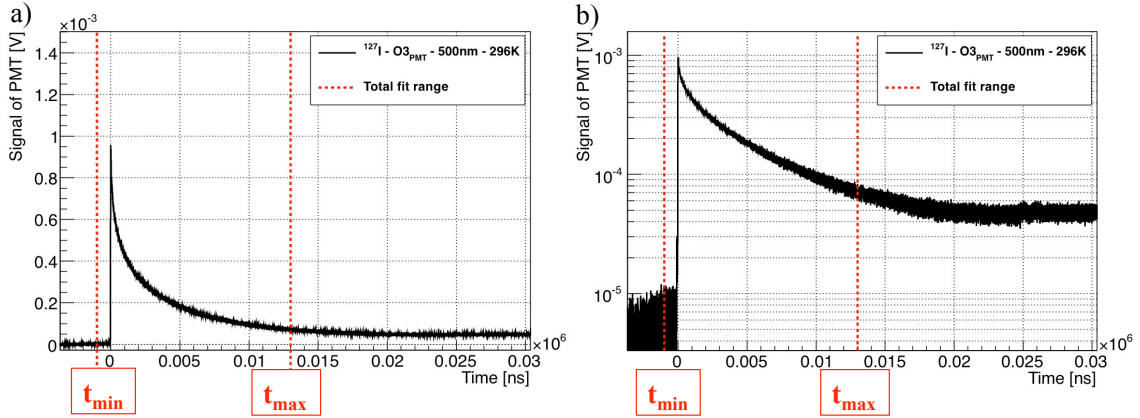 a)
×10⁻³
Signal of PMT [V]
1.4
1.2
1
0.8
0.6
0.4
0.2
0
¹²⁷I - O3PMT - 500nm - 296K
Total fit range
0 0.005 0.01 0.015 0.02 0.025 0.03
×10⁶
Time [ns]
tmin
tmax
b)
Signal of PMT [V]
10⁻³
10⁻⁴
10⁻⁵
¹²⁷I - O3PMT - 500nm - 296K
Total fit range
0 0.005 0.01 0.015 0.02 0.025 0.03
×10⁶
Time [ns]
tmin
tmax